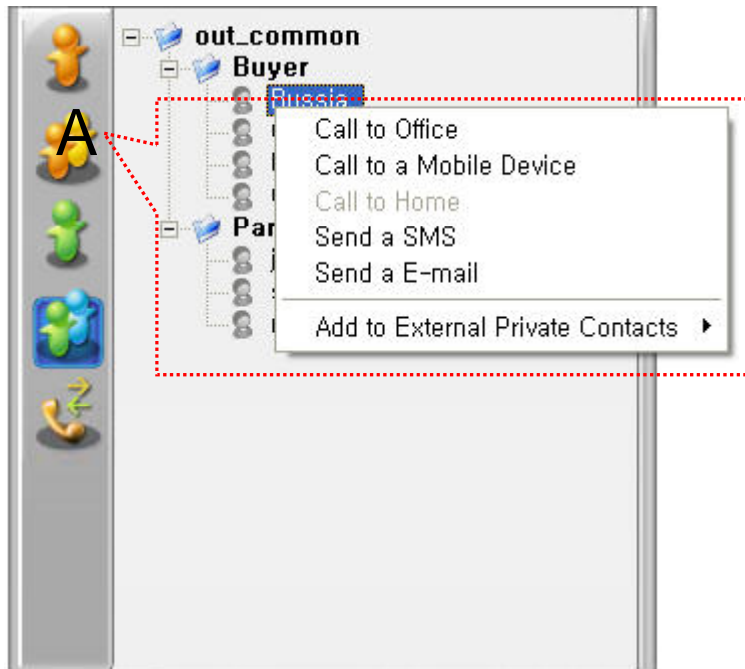 out_common
Buyer
Russia
A
Call to Office
Call to a Mobile Device
Call to Home
Send a SMS
Send a E-mail
Add to External Private Contacts